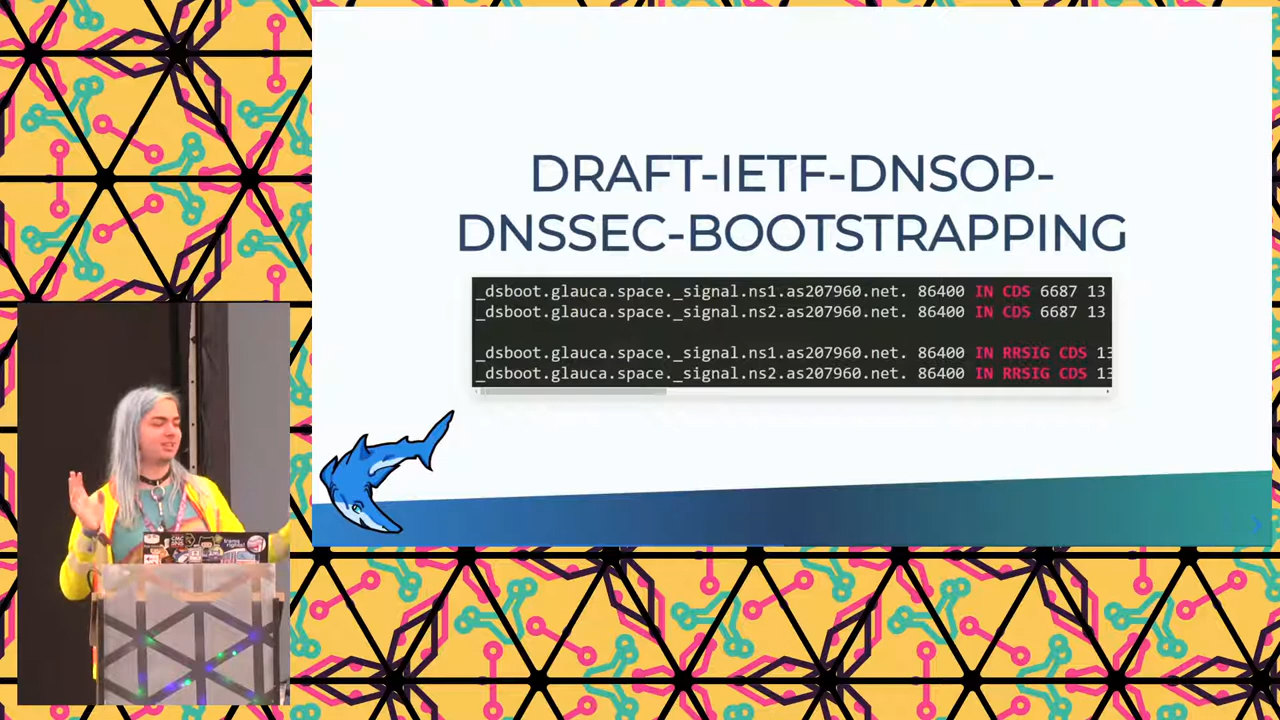 DRAFT-IETF-DNSOP-
DNSSEC-BOOTSTRAPPING
_dsboot.glauca.space._signal.ns1.as207960.net. 86400 IN CDS 6687 13
_dsboot.glauca.space._signal.ns2.as207960.net. 86400 IN CDS 6687 13
_dsboot.glauca.space._signal.ns1.as207960.net. 86400 IN RRSIG CDS 13
_dsboot.glauca.space._signal.ns2.as207960.net. 86400 IN RRSIG CDS 13